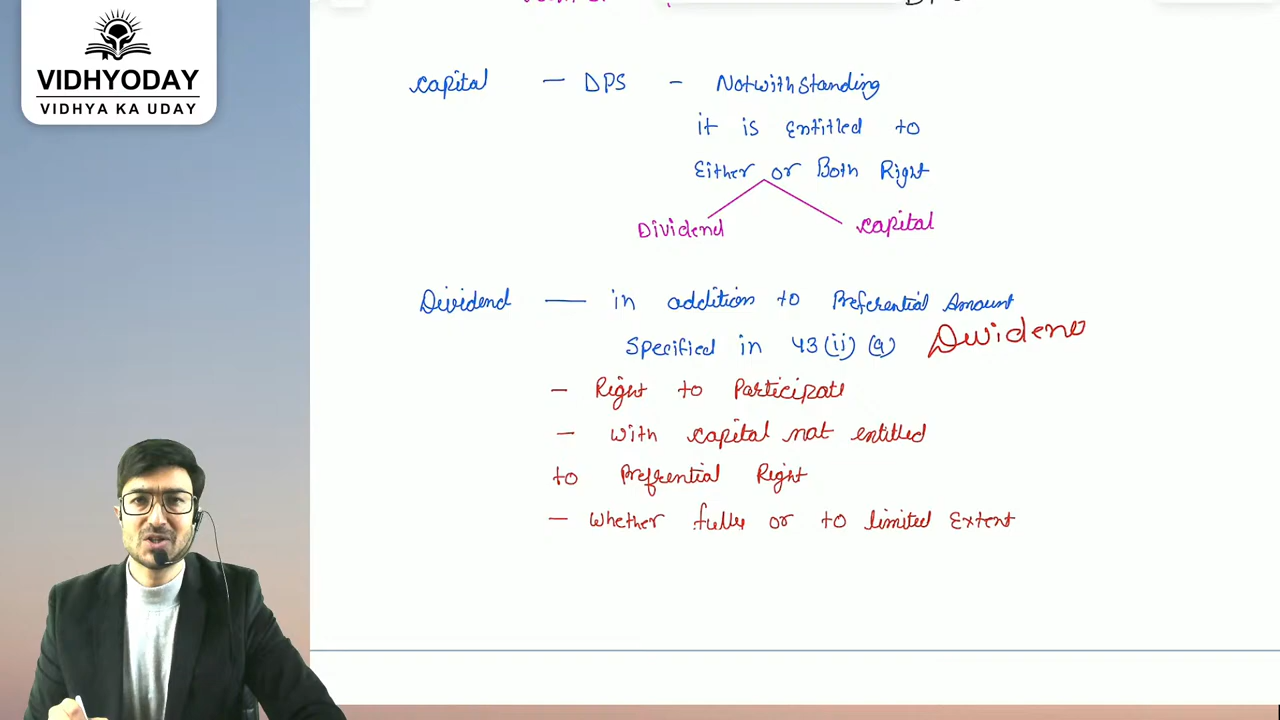 VIDHYODAY
VIDHYA KA UDAY
capital — DPS - NotwithStanding
it is Entitled to
Either or Both Right
Dividend capital
Dividend — in addition to Preferential Amount
Specified in 43(ii) (a) Dividend
- Right to Participate
- with capital not entitled
to Prefrential Right
- whether fully or to limited Extent